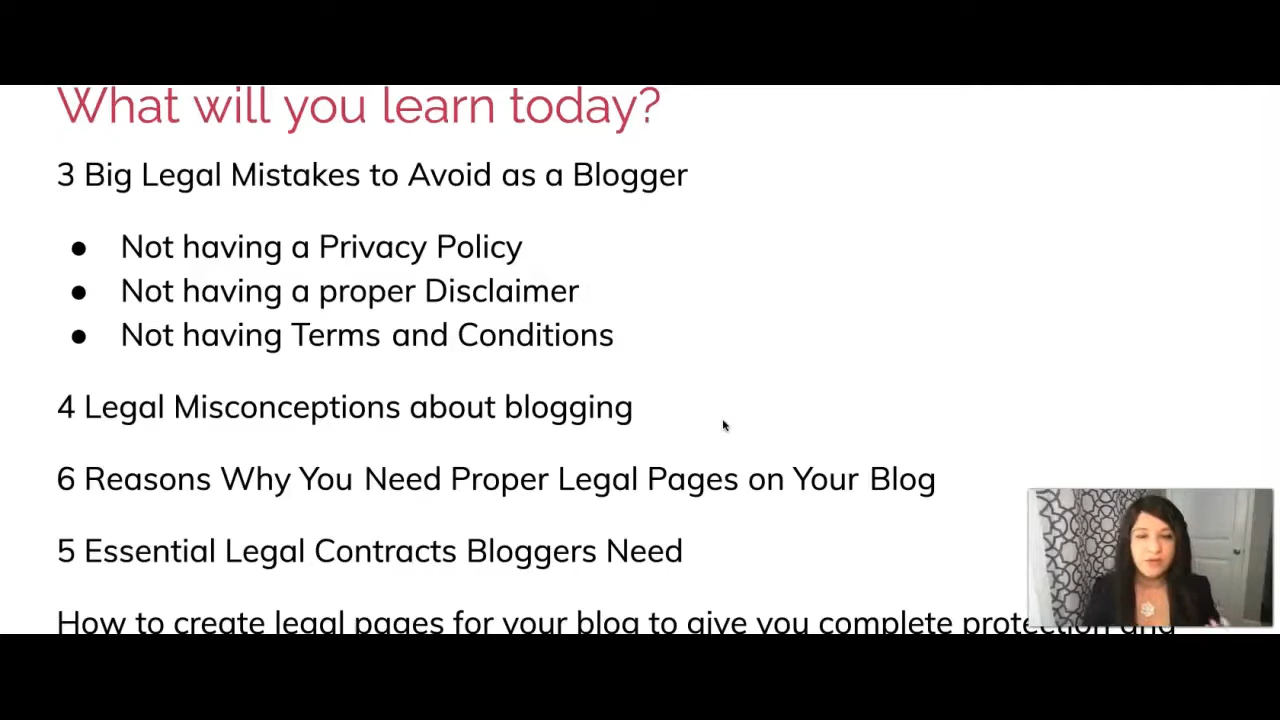 What will you learn today?
3 Big Legal Mistakes to Avoid as a Blogger
● Not having a Privacy Policy
● Not having a proper Disclaimer
● Not having Terms and Conditions
4 Legal Misconceptions about blogging
6 Reasons Why You Need Proper Legal Pages on Your Blog
5 Essential Legal Contracts Bloggers Need
How to create legal pages for your blog to give you complete protection and